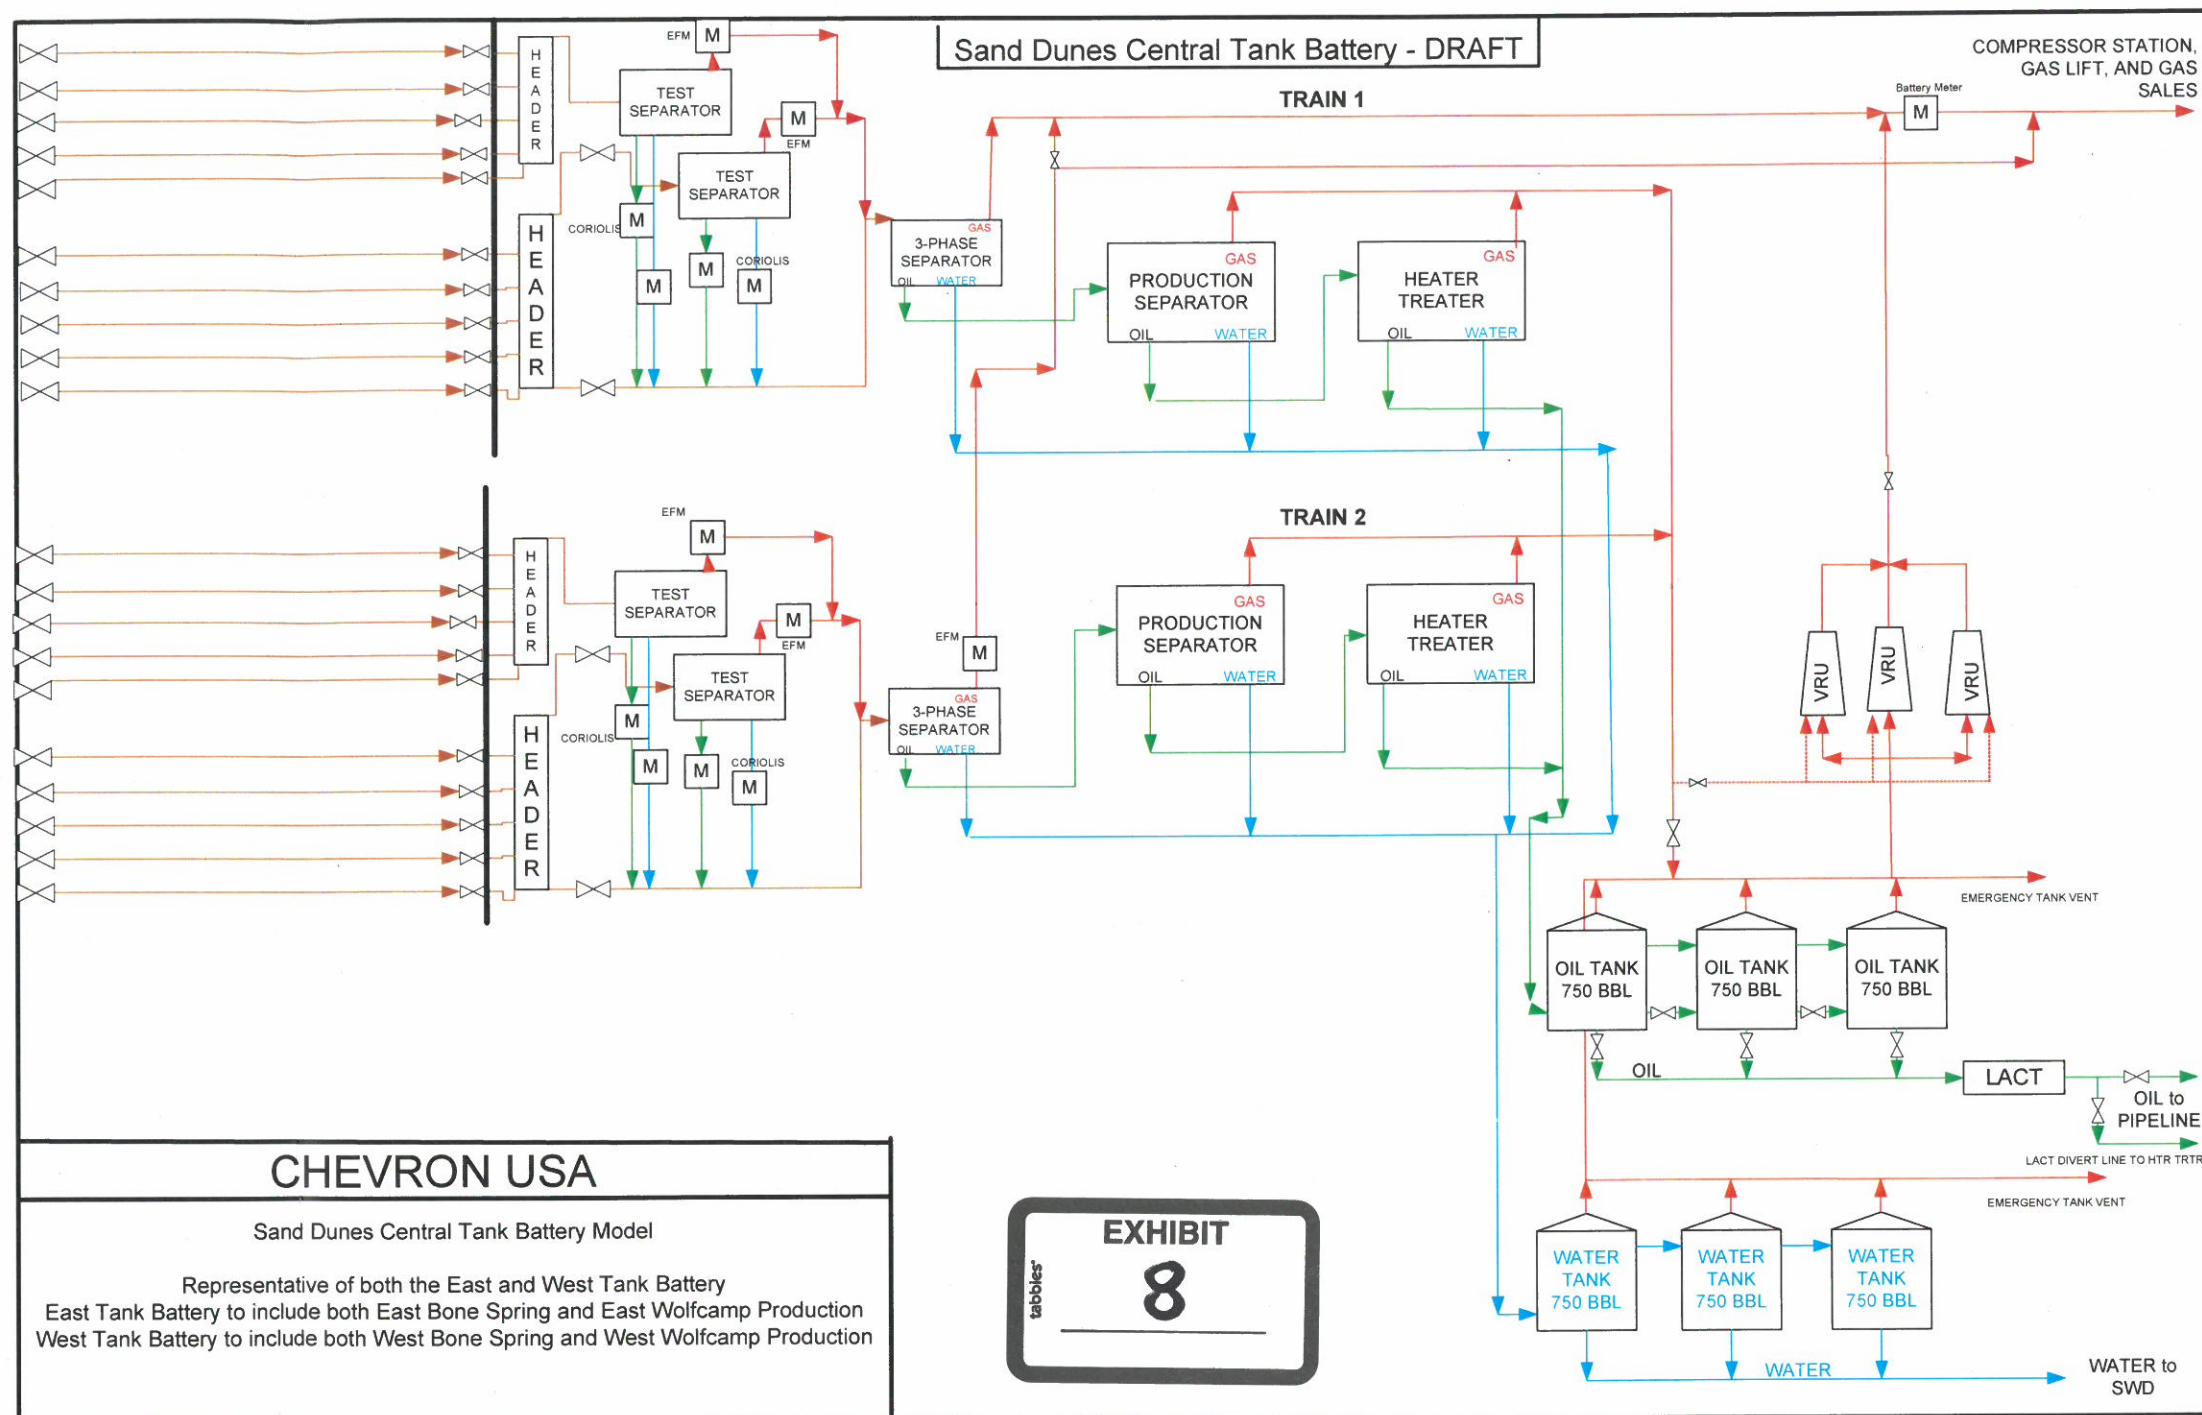 Sand Dunes Central Tank Battery - DRAFT
COMPRESSOR STATION,
GAS LIFT, AND GAS
SALES
TRAIN 1
Battery Meter
M
EFM
M
HEADER
TEST
SEPARATOR
M
EFM
TEST
SEPARATOR
M
CORIOLIS
M
M
CORIOLIS
M
HEADER
GAS
3-PHASE
SEPARATOR
OIL
WATER
GAS
PRODUCTION
SEPARATOR
OIL
WATER
GAS
HEATER
TREATER
OIL
WATER
TRAIN 2
EFM
M
HEADER
TEST
SEPARATOR
M
EFM
TEST
SEPARATOR
M
CORIOLIS
M
M
CORIOLIS
M
HEADER
EFM
M
GAS
3-PHASE
SEPARATOR
OIL
WATER
GAS
PRODUCTION
SEPARATOR
OIL
WATER
GAS
HEATER
TREATER
OIL
WATER
VRU
VRU
VRU
EMERGENCY TANK VENT
OIL TANK
750 BBL
OIL TANK
750 BBL
OIL TANK
750 BBL
OIL
LACT
OIL to
PIPELINE
LACT DIVERT LINE TO HTR TRTR
EMERGENCY TANK VENT
WATER
TANK
750 BBL
WATER
TANK
750 BBL
WATER
TANK
750 BBL
WATER
WATER to
SWD
CHEVRON USA
Sand Dunes Central Tank Battery Model
Representative of both the East and West Tank Battery
East Tank Battery to include both East Bone Spring and East Wolfcamp Production
West Tank Battery to include both West Bone Spring and West Wolfcamp Production
EXHIBIT
8
tabbies®